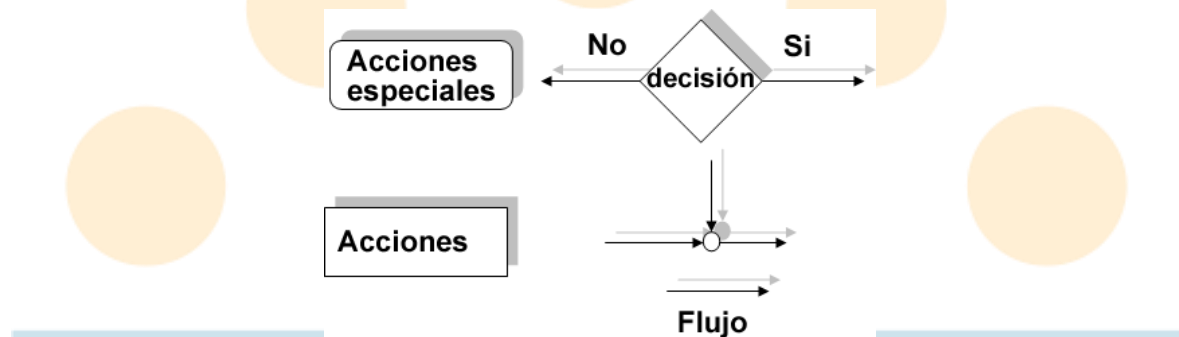 Acciones
especiales
No
Si
decisión
Acciones
Flujo